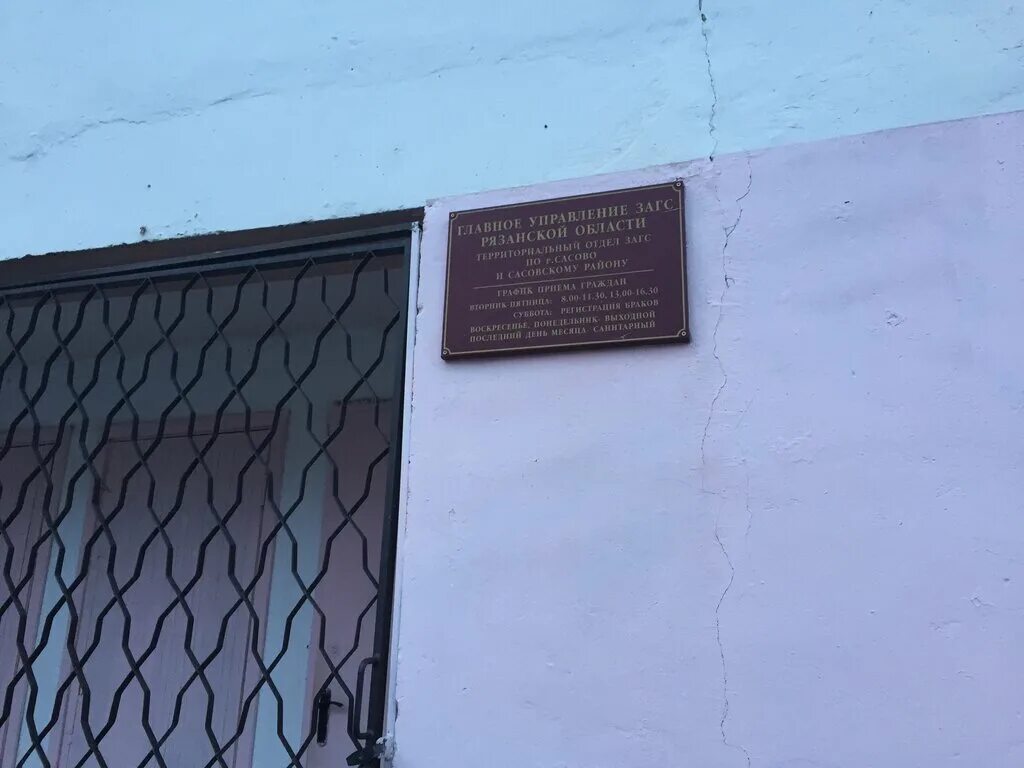 ГЛАВНОЕ УПРАВЛЕНИЕ ЗАГС
РЯЗАНСКОЙ ОБЛАСТИ
ТЕРРИТОРИАЛЬНЫЙ ОТДЕЛ ЗАГС
ПО г.САСОВО
И САСОВСКОМУ РАЙОНУ
ГРАФИК ПРИЕМА ГРАЖДАН
ВТОРНИК-ПЯТНИЦА: 8.00-11.30, 13.00-16.30
СУББОТА: РЕГИСТРАЦИЯ БРАКОВ
ВОСКРЕСЕНЬЕ, ПОНЕДЕЛЬНИК ВЫХОДНОЙ
ПОСЛЕДНИЙ ДЕНЬ МЕСЯЦА САНИТАРНЫЙ